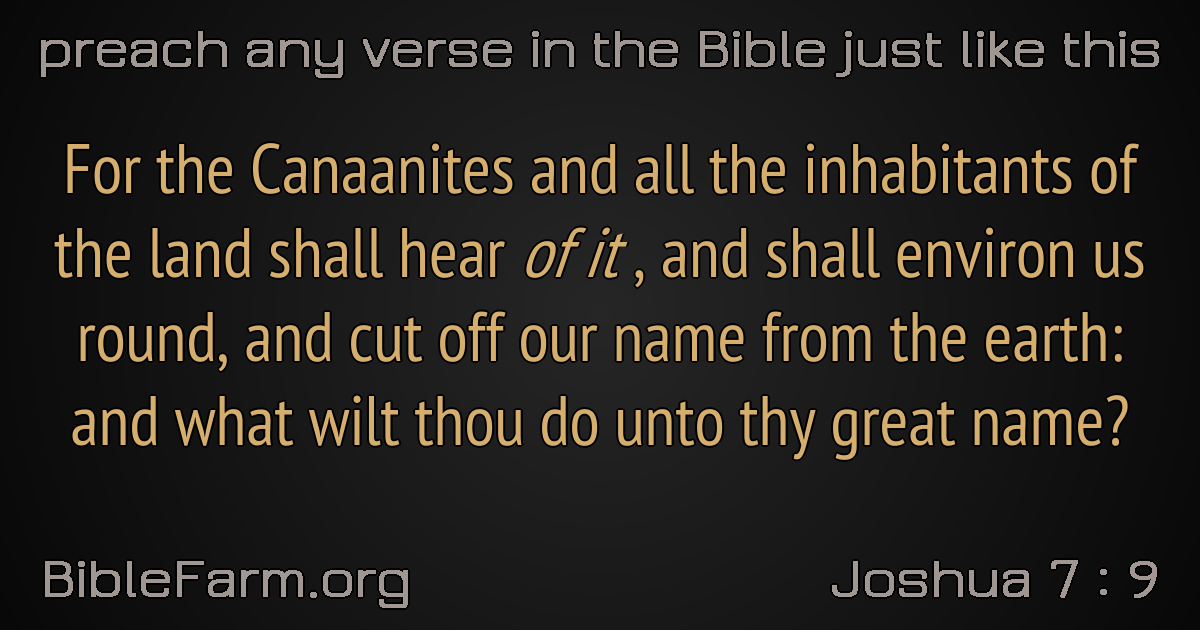 preach any verse in the Bible just like this
For the Canaanites and all the inhabitants of
the land shall hear of it , and shall environ us
round, and cut off our name from the earth:
and what wilt thou do unto thy great name?
BibleFarm.org
Joshua 7 : 9